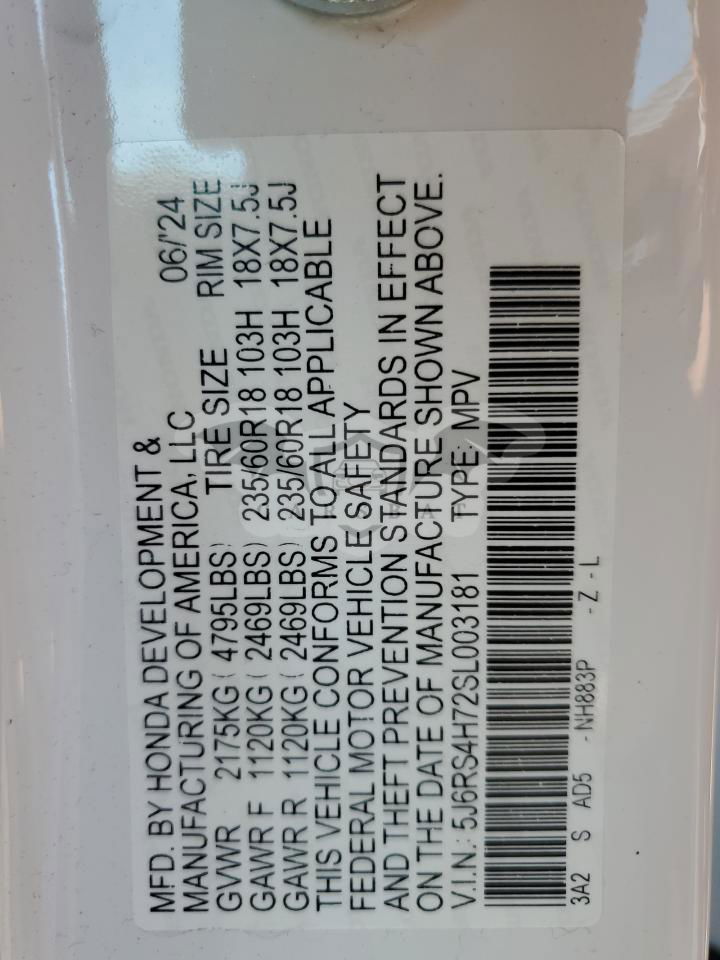 MFD. BY HONDA DEVELOPMENT &
MANUFACTURING OF AMERICA, LLC 06/'24
GVWR 2175KG( 4795LBS) TIRE SIZE RIM SIZE
GAWR F 1120KG( 2469LBS) 235/60R18 103H 18X7.5J
GAWR R 1120KG( 2469LBS) 235/60R18 103H 18X7.5J
THIS VEHICLE CONFORMS TO ALL APPLICABLE
FEDERAL MOTOR VEHICLE SAFETY
AND THEFT PREVENTION STANDARDS IN EFFECT
ON THE DATE OF MANUFACTURE SHOWN ABOVE.
V.I.N.: 5J6RS4H72SL003181 TYPE: MPV
3A2 S AD5 -NH883P -Z-L